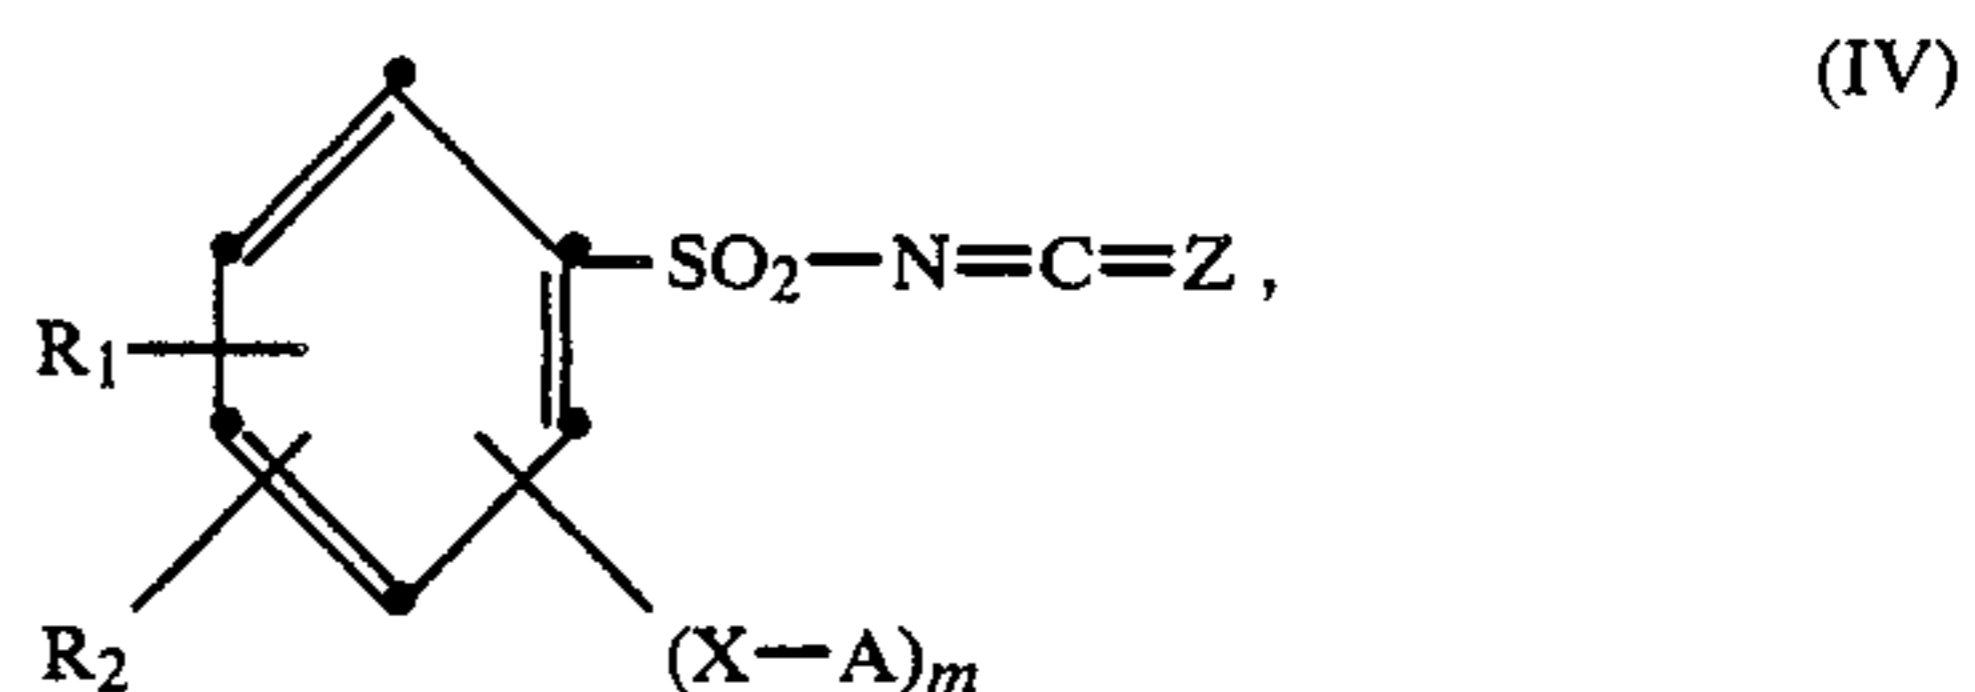 (IV)
SO2—N=C=Z,
R1
R2
(X—A)m